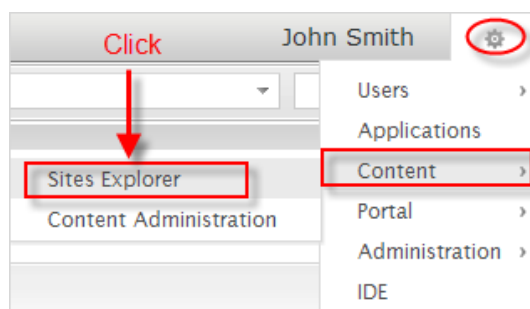 Click
John Smith
Users
Applications
Sites Explorer
Content
Content Administration
Portal
Administration
IDE